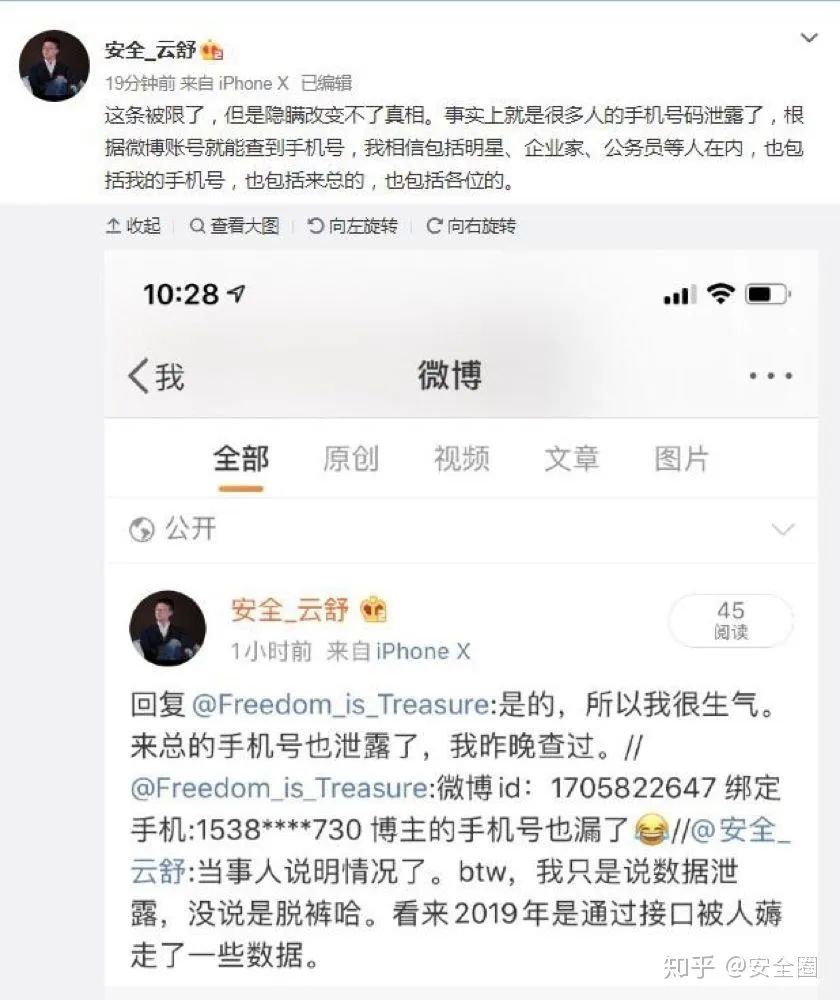 安全_云舒
19分钟前 来自 iPhone X 已编辑
这条被限了，但是隐瞒改变不了真相。事实上就是很多人的手机号码泄露了，根
据微博账号就能查到手机号，我相信包括明星、企业家、公务员等人在内，也包
括我的手机号，也包括来总的，也包括各位的。
收起 查看大图 向左旋转 向右旋转
10:28
我 微博
全部 原创 视频 文章 图片
公开
安全_云舒
45
阅读
1小时前 来自 iPhone X
回复 @Freedom_is_Treasure:是的，所以我很生气。
来总的手机号也泄露了，我昨晚查过。//
@Freedom_is_Treasure:微博 id：1705822647 绑定
手机:1538****730 博主的手机号也漏了😂//@安全_
云舒:当事人说明情况了。btw，我只是说数据泄
露，没说是脱裤哈。看来2019年是通过接口被人薅
走了一些数据。
知乎 @安全圈